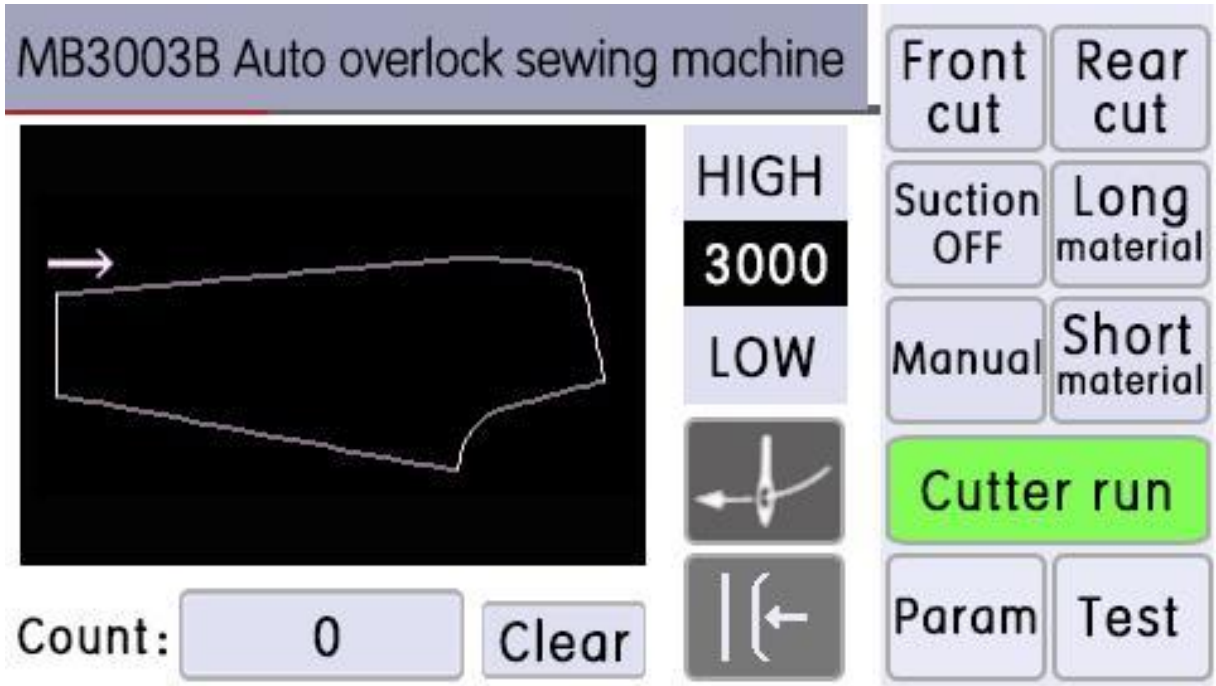 MB3003B Auto overlock sewing machine
HIGH
3000
LOW
Count:
0
Clear
Front
cut
Rear
cut
Suction
OFF
Long
material
Manual
Short
material
Cutter run
Param
Test